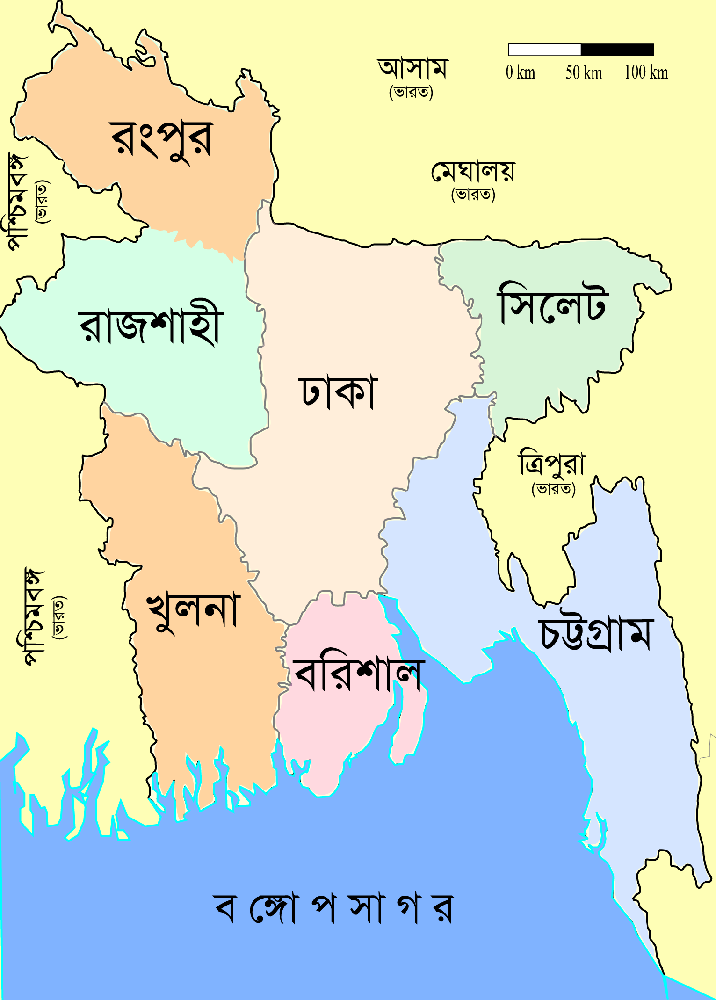 আসাম
(ভারত)
0 km 50 km 100 km
রংপুর
পশ্চিমবঙ্গ
(ভারত)
মেঘালয়
(ভারত)
সিলেট
রাজশাহী
ঢাকা
ত্রিপুরা
(ভারত)
পশ্চিমবঙ্গ
(ভারত)
খুলনা
চট্টগ্রাম
বরিশাল
ব ঙ্গো প সা গ র